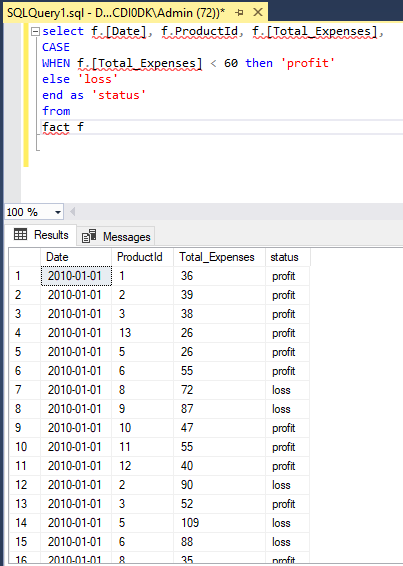 SQLQuery1.sql - D...CDI0DK\Admin (72))*
select f.[Date], f.ProductId, f.[Total_Expenses],
CASE
WHEN f.[Total_Expenses] < 60 then 'profit'
else 'loss'
end as 'status'
from
fact f
100 %
Results Messages
Date ProductId Total_Expenses status
1 2010-01-01 1 36 profit
2 2010-01-01 2 39 profit
3 2010-01-01 3 38 profit
4 2010-01-01 13 26 profit
5 2010-01-01 5 26 profit
6 2010-01-01 6 55 profit
7 2010-01-01 8 72 loss
8 2010-01-01 9 87 loss
9 2010-01-01 10 47 profit
10 2010-01-01 11 55 profit
11 2010-01-01 12 40 profit
12 2010-01-01 2 90 loss
13 2010-01-01 3 52 profit
14 2010-01-01 5 109 loss
15 2010-01-01 6 88 loss
16 2010-01-01 8 35 profit